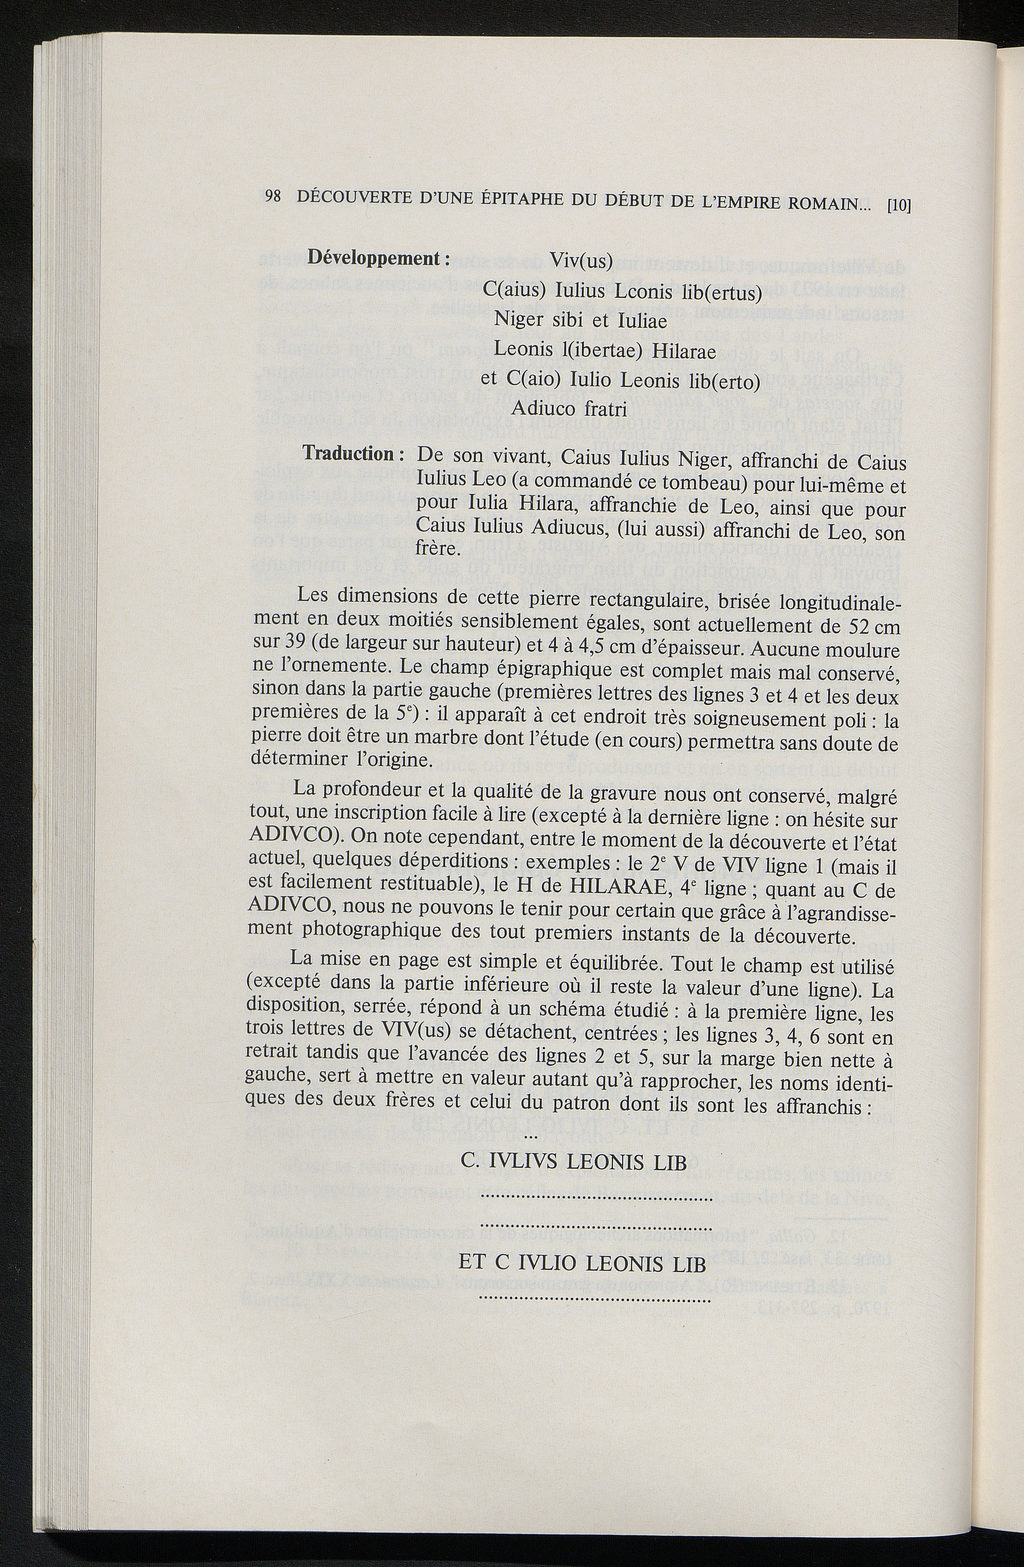 98 DÉCOUVERTE D'UNE ÉPITAPHE DU DÉBUT DE L'EMPIRE ROMAIN... [10]
Développement : Viv(us)
C(aius) Iulius Lconis lib(ertus)
Niger sibi et Iuliae
Leonis l(ibertae) Hilarae
et C(aio) Iulio Leonis lib(erto)
Adiuco fratri
Traduction : De son vivant, Caius Iulius Niger, affranchi de Caius
Iulius Leo (a commandé ce tombeau) pour lui-même et
pour Iulia Hilara, affranchie de Leo, ainsi que pour
Caius Iulius Adiucus, (lui aussi) affranchi de Leo, son
frère.
Les dimensions de cette pierre rectangulaire, brisée longitudinale-
ment en deux moitiés sensiblement égales, sont actuellement de 52 cm
sur 39 (de largeur sur hauteur) et 4 à 4,5 cm d'épaisseur. Aucune moulure
ne l'ornemente. Le champ épigraphique est complet mais mal conservé,
sinon dans la partie gauche (premières lettres des lignes 3 et 4 et les deux
premières de la 5e) : il apparaît à cet endroit très soigneusement poli : la
pierre doit être un marbre dont l'étude (en cours) permettra sans doute de
déterminer l'origine.
La profondeur et la qualité de la gravure nous ont conservé, malgré
tout, une inscription facile à lire (excepté à la dernière ligne : on hésite sur
ADIVCO). On note cependant, entre le moment de la découverte et l'état
actuel, quelques déperditions : exemples : le 2e V de VIV ligne 1 (mais il
est facilement restituable), le H de HILARAE, 4e ligne ; quant au C de
ADIVCO, nous ne pouvons le tenir pour certain que grâce à l'agrandisse-
ment photographique des tout premiers instants de la découverte.
La mise en page est simple et équilibrée. Tout le champ est utilisé
(excepté dans la partie inférieure où il reste la valeur d'une ligne). La
disposition, serrée, répond à un schéma étudié : à la première ligne, les
trois lettres de VIV(us) se détachent, centrées ; les lignes 3, 4, 6 sont en
retrait tandis que l'avancée des lignes 2 et 5, sur la marge bien nette à
gauche, sert à mettre en valeur autant qu'à rapprocher, les noms identi-
ques des deux frères et celui du patron dont ils sont les affranchis :
...
C. IVLIVS LEONIS LIB
..........................................
..........................................
ET C IVLIO LEONIS LIB
..........................................